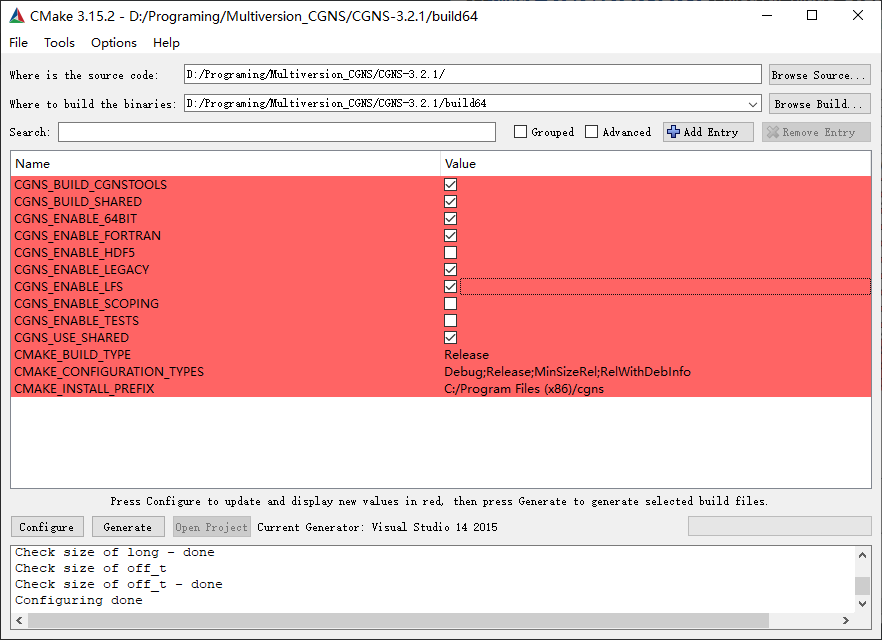 CMake 3.15.2 - D:/Programing/Multiversion_CGNS/CGNS-3.2.1/build64
File Tools Options Help
Where is the source code: D:/Programing/Multiversion_CGNS/CGNS-3.2.1/ Browse Source...
Where to build the binaries: D:/Programing/Multiversion_CGNS/CGNS-3.2.1/build64 Browse Build...
Search: Grouped Advanced Add Entry Remove Entry
Name Value
CGNS_BUILD_CGNSTOOLS
CGNS_BUILD_SHARED
CGNS_ENABLE_64BIT
CGNS_ENABLE_FORTRAN
CGNS_ENABLE_HDF5
CGNS_ENABLE_LEGACY
CGNS_ENABLE_LFS
CGNS_ENABLE_SCOPING
CGNS_ENABLE_TESTS
CGNS_USE_SHARED
CMAKE_BUILD_TYPE Release
CMAKE_CONFIGURATION_TYPES Debug;Release;MinSizeRel;RelWithDebInfo
CMAKE_INSTALL_PREFIX C:/Program Files (x86)/cgns
Press Configure to update and display new values in red, then press Generate to generate selected build files.
Configure Generate Open Project Current Generator: Visual Studio 14 2015
Check size of long - done
Check size of off_t
Check size of off_t - done
Configuring done